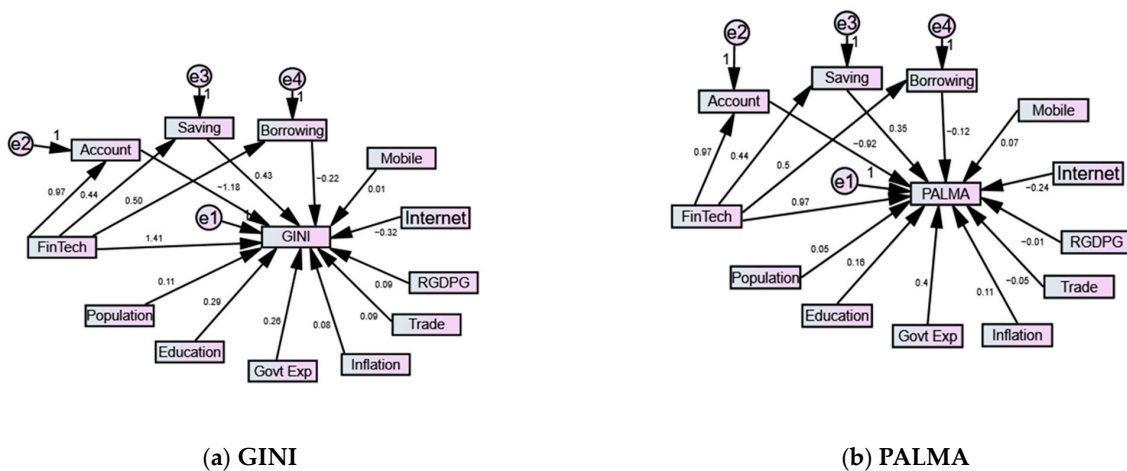 e3
1
e4
1
e2
1
Saving
Borrowing
Account
Mobile
0.97
0.44
0.50
−1.18
0.43
−0.22
0.01
e1
Internet
−0.32
FinTech
1.41
GINI
0.11
0.29
0.26
0.08
0.09
0.09
RGDPG
Population
Trade
Education
Govt Exp
Inflation
(a) GINI
e2
e3
e4
1
1
1
Saving
Borrowing
Account
Mobile
0.97
0.44
0.5
−0.92
0.35
−0.12
0.07
e1
1
Internet
−0.24
FinTech
0.97
PALMA
0.05
0.16
0.4
0.11
−0.05
−0.01
RGDPG
Population
Trade
Education
Govt Exp
Inflation
(b) PALMA